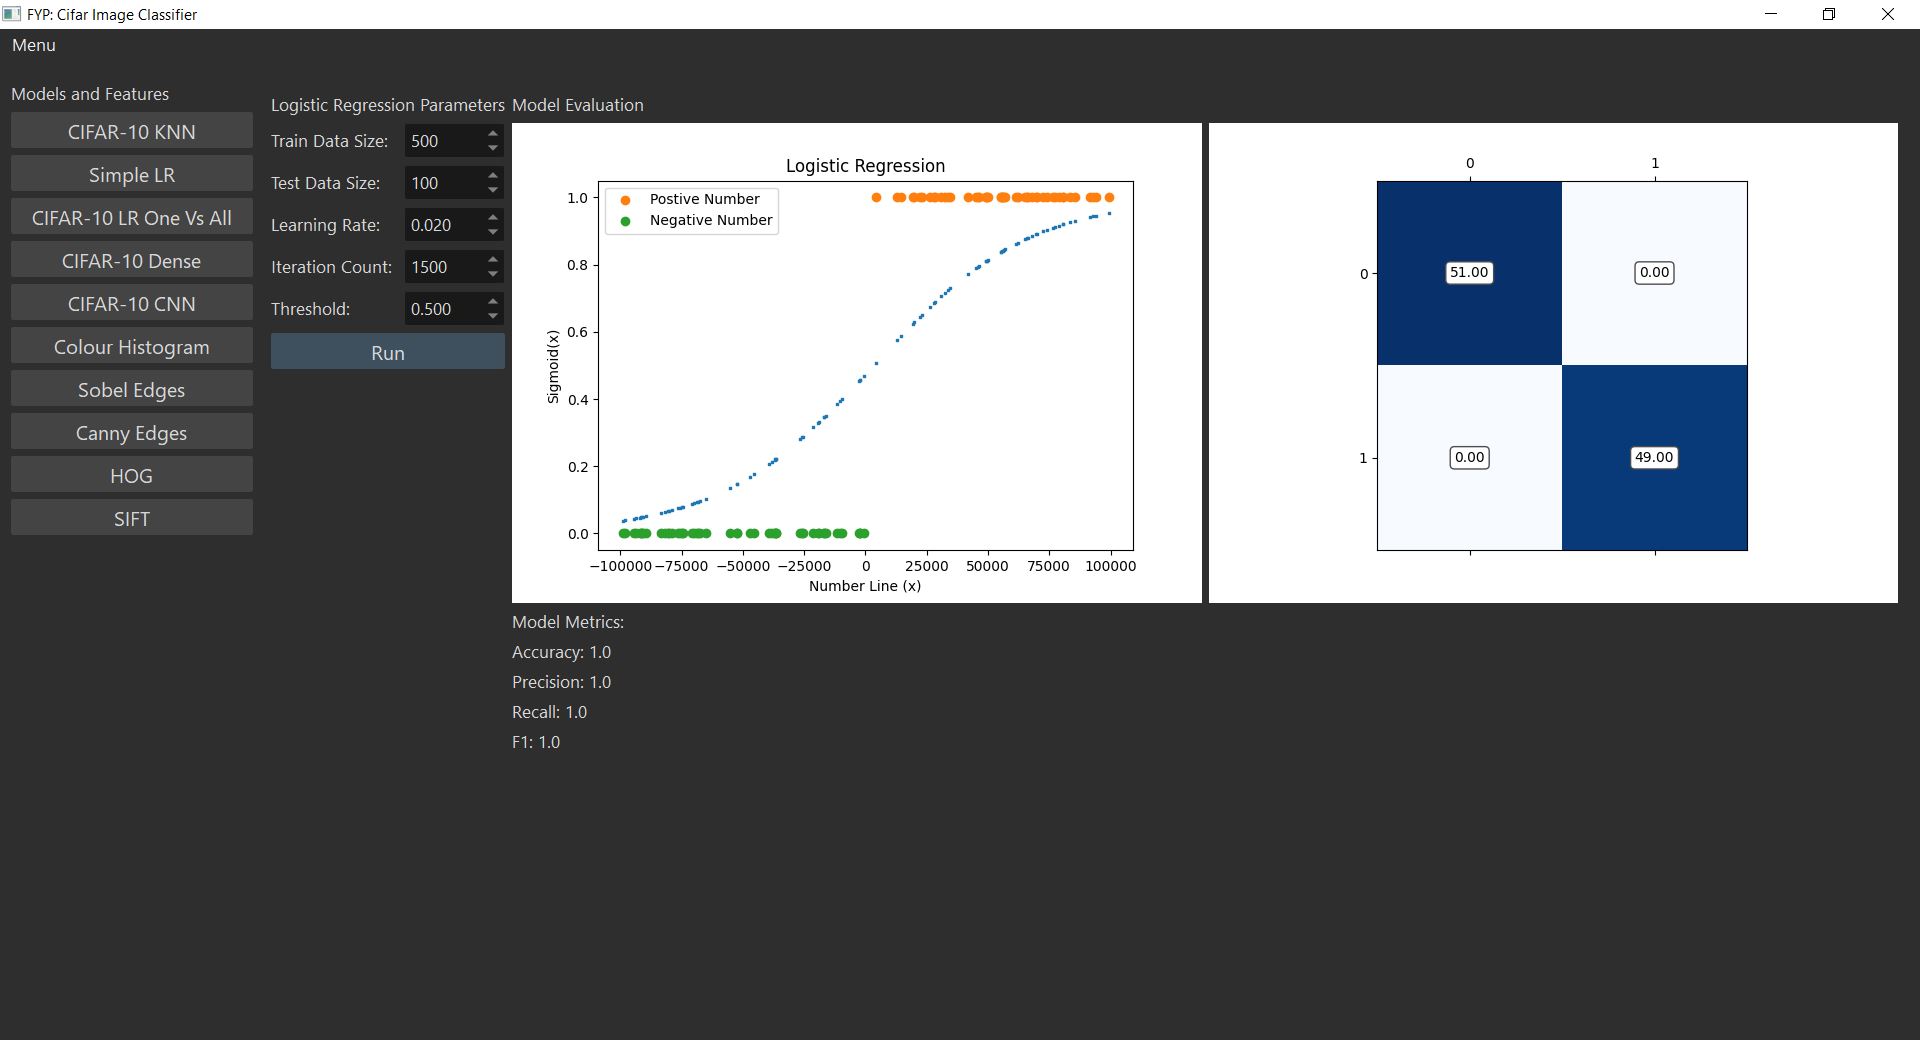 FYP: Cifar Image Classifier
Menu
Models and Features
CIFAR-10 KNN
Simple LR
CIFAR-10 LR One Vs All
CIFAR-10 Dense
CIFAR-10 CNN
Colour Histogram
Sobel Edges
Canny Edges
HOG
SIFT
Logistic Regression Parameters
Train Data Size: 500
Test Data Size: 100
Learning Rate: 0.020
Iteration Count: 1500
Threshold: 0.500
Run
Model Evaluation
Logistic Regression
Postive Number
Negative Number
1.0
0.8
0.6
0.4
0.2
0.0
Sigmoid(x)
−100000 −75000 −50000 −25000 0 25000 50000 75000 100000
Number Line (x)
0 1
0 51.00 0.00
1 0.00 49.00
Model Metrics:
Accuracy: 1.0
Precision: 1.0
Recall: 1.0
F1: 1.0